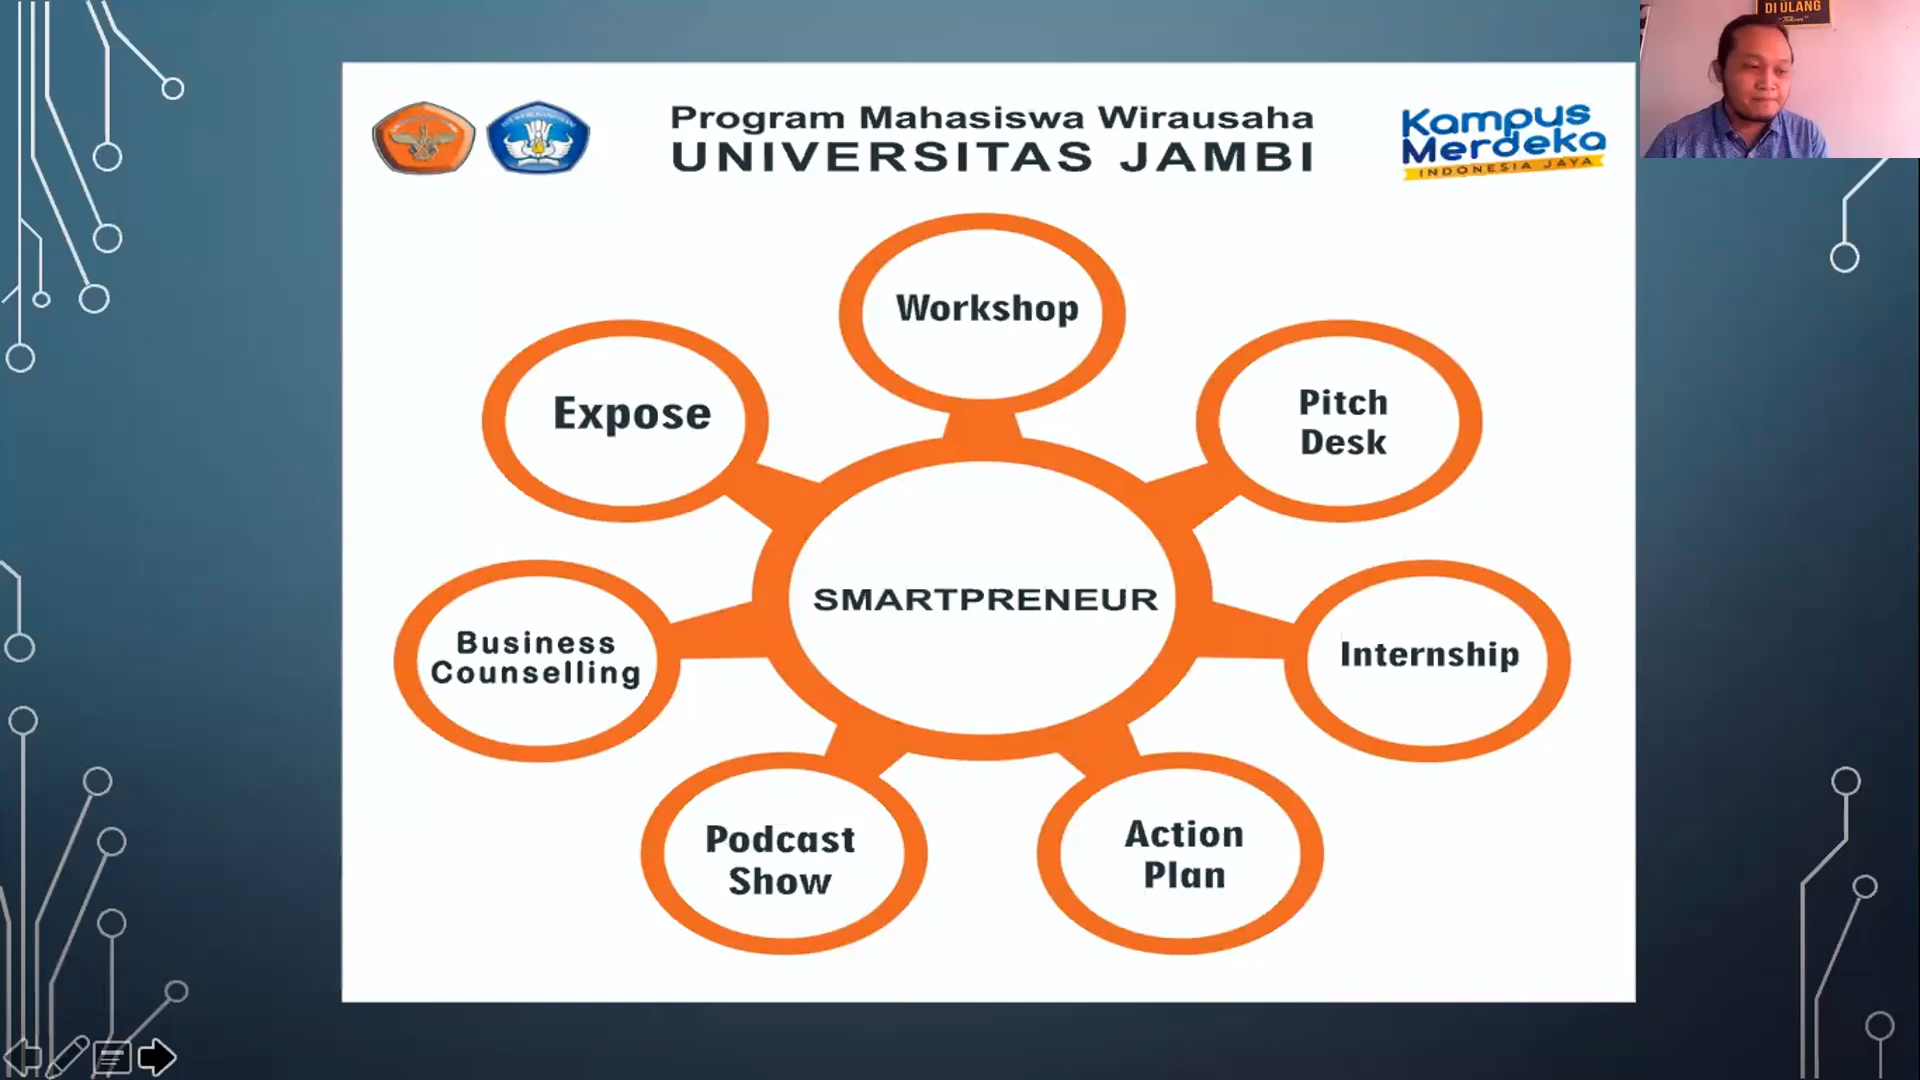 DI ULANG
Program Mahasiswa Wirausaha
UNIVERSITAS JAMBI
Kampus
Merdeka
INDONESIA JAYA
Workshop
Expose
Pitch
Desk
SMARTPRENEUR
Business
Counselling
Internship
Podcast
Show
Action
Plan